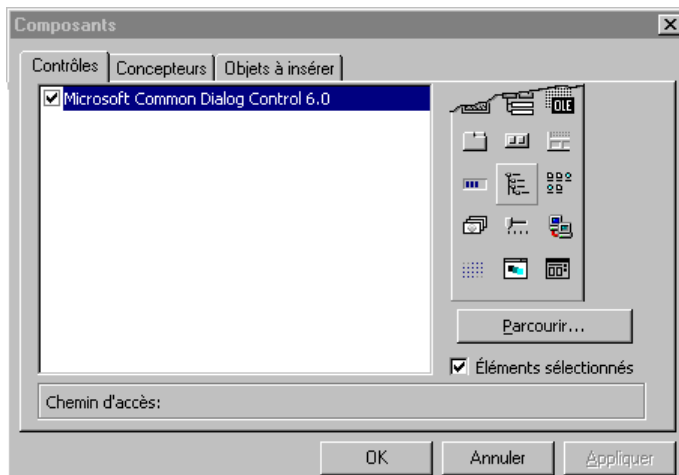 Composants
Contrôles Concepteurs Objets à insérer
Microsoft Common Dialog Control 6.0
OLE
Parcourir...
Éléments sélectionnés
Chemin d'accès:
OK Annuler Appliquer